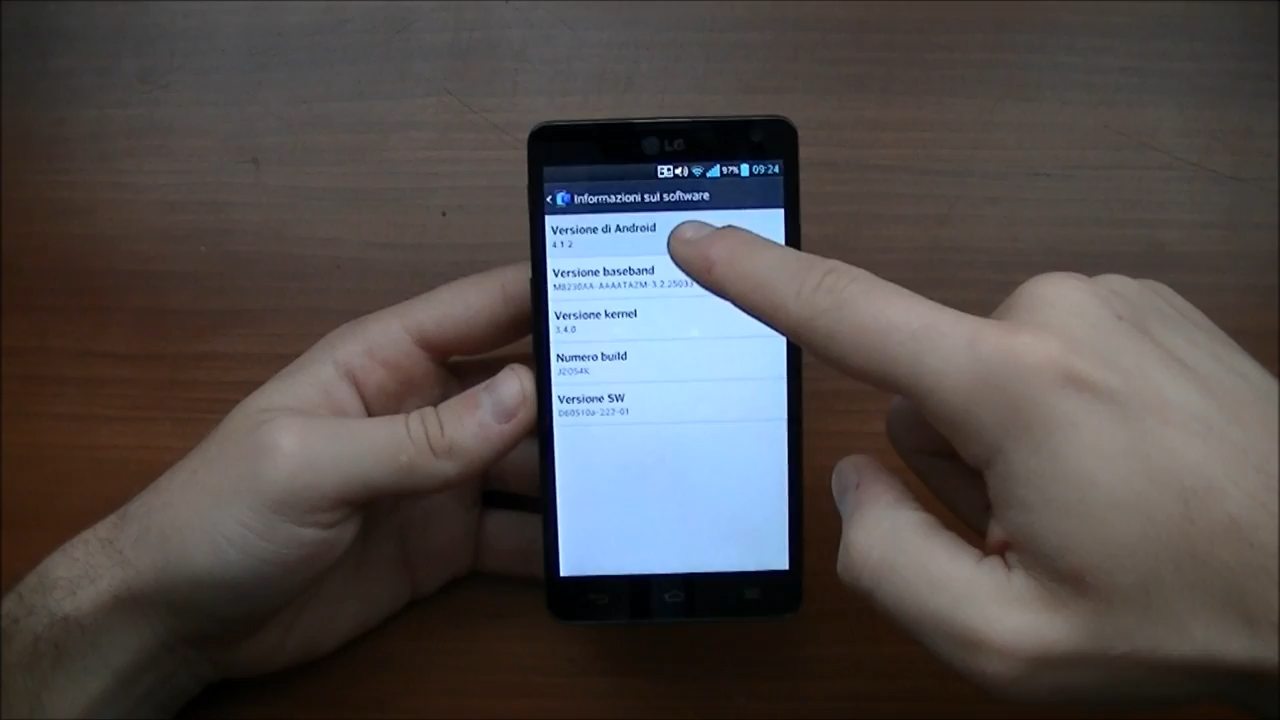 LG
97% 09:24
Informazioni sul software
Versione di Android
4.1.2
Versione baseband
Versione kernel
3.4.0
Numero build
JZO54K
Versione SW